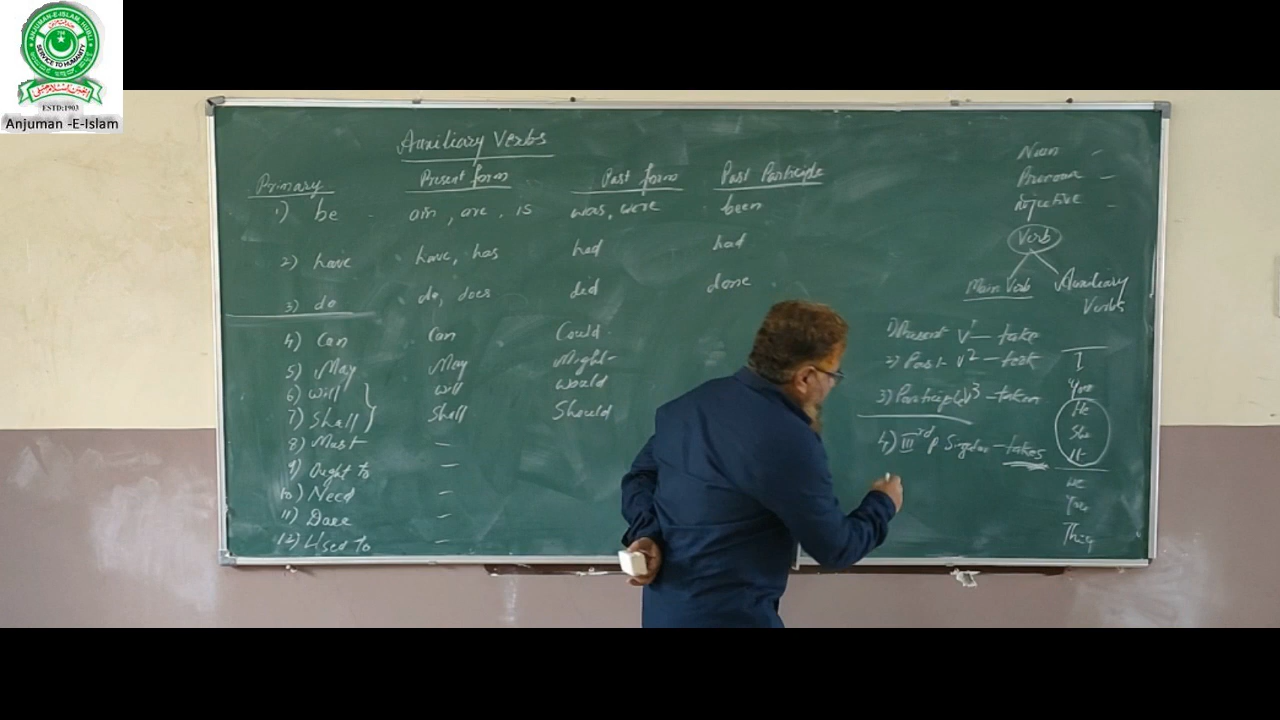 ANJUMAN-E-ISLAM, HUBLI
786
SERVICE TO HUMANITY
ESTD:1903
Anjuman -E-Islam
Auxiliary Verbs
Primary Present form Past form Past Participle
1) be am, are, is was, were been
2) have have, has had had
3) do do, does did done
4) Can Can Could
5) May May Might
6) Will Will Would
7) Shall Shall Should
8) Must –
9) Ought to –
10) Need –
11) Dare –
12) Used to –
Noun –
Pronoun –
Adjective –
Verb
Main Verb Auxiliary Verbs
1) Present V1 – take
2) Past V2 – took
3) Participle V3 – taken
4) IIIrd P Singular – takes
I
You
He
She
It
We
You
They